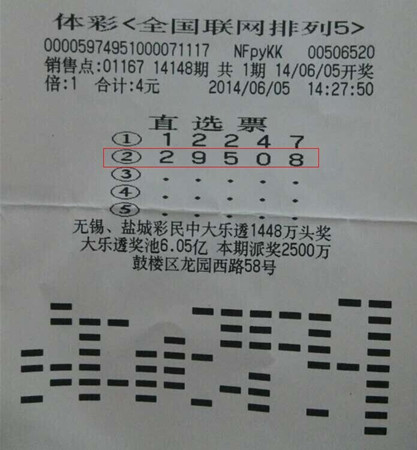 体彩<全国联网排列5>
00005974951000071117 NFpyKK 00506520
销售点:01167 14148期 共 1期 14/06/05开奖
倍:1 合计:4元 2014/06/05 14:27:50
直选票
① 1 2 2 4 7
② 2 9 5 0 8
③ . . . . .
④ . . . . .
⑤ . . . . .
无锡、盐城彩民中大乐透1448万头奖
大乐透奖池6.05亿 本期派奖2500万
鼓楼区龙园西路58号